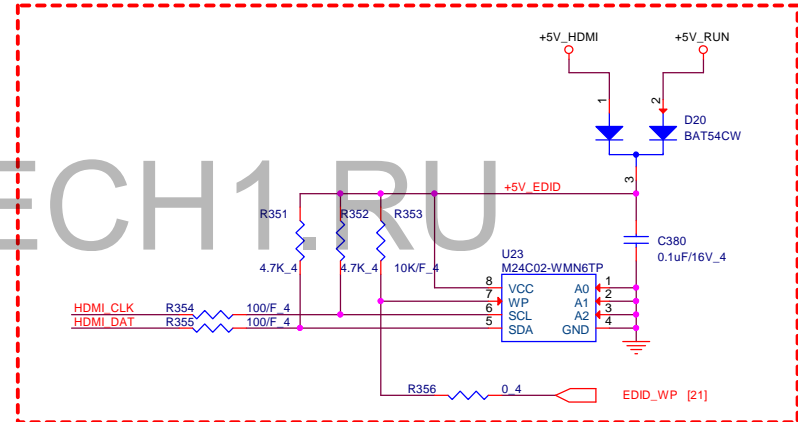 +5V_HDMI
+5V_RUN
1
2
D20
BAT54CW
3
+5V_EDID
ECH1.RU
R351
R352
R353
4.7K_4
4.7K_4
10K/F_4
C380
0.1uF/16V_4
U23
M24C02-WMN6TP
8 VCC A0 1
7 WP A1 2
6 SCL A2 3
5 SDA GND 4
HDMI_CLK R354 100/F_4
HDMI_DAT R355 100/F_4
R356 0_4 EDID_WP [21]